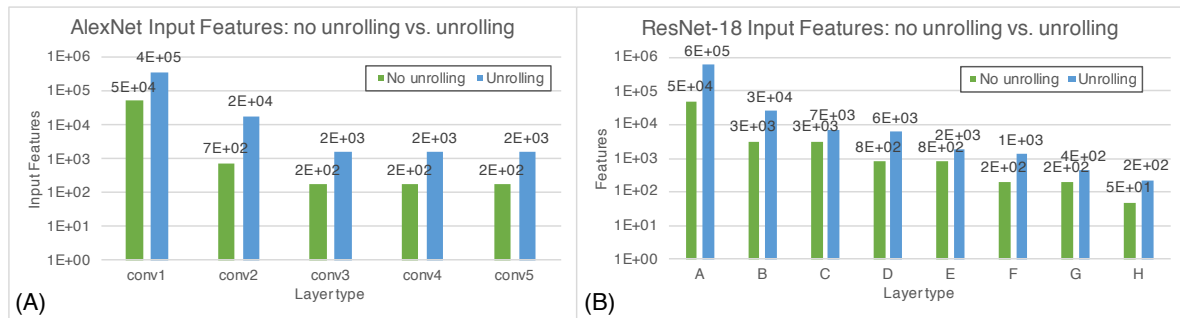 AlexNet Input Features: no unrolling vs. unrolling
1E+06
1E+05
1E+04
1E+03
1E+02
1E+01
1E+00
Input Features
No unrolling
Unrolling
5E+04
4E+05
7E+02
2E+04
2E+02
2E+03
2E+02
2E+03
2E+02
2E+03
conv1
conv2
conv3
conv4
conv5
Layer type
(A)
ResNet-18 Input Features: no unrolling vs. unrolling
1E+06
1E+05
1E+04
1E+03
1E+02
1E+01
1E+00
Features
No unrolling
Unrolling
5E+04
6E+05
3E+03
3E+04
3E+03
7E+03
8E+02
6E+03
8E+02
2E+03
2E+02
1E+03
2E+02
4E+02
5E+01
2E+02
A
B
C
D
E
F
G
H
Layer type
(B)